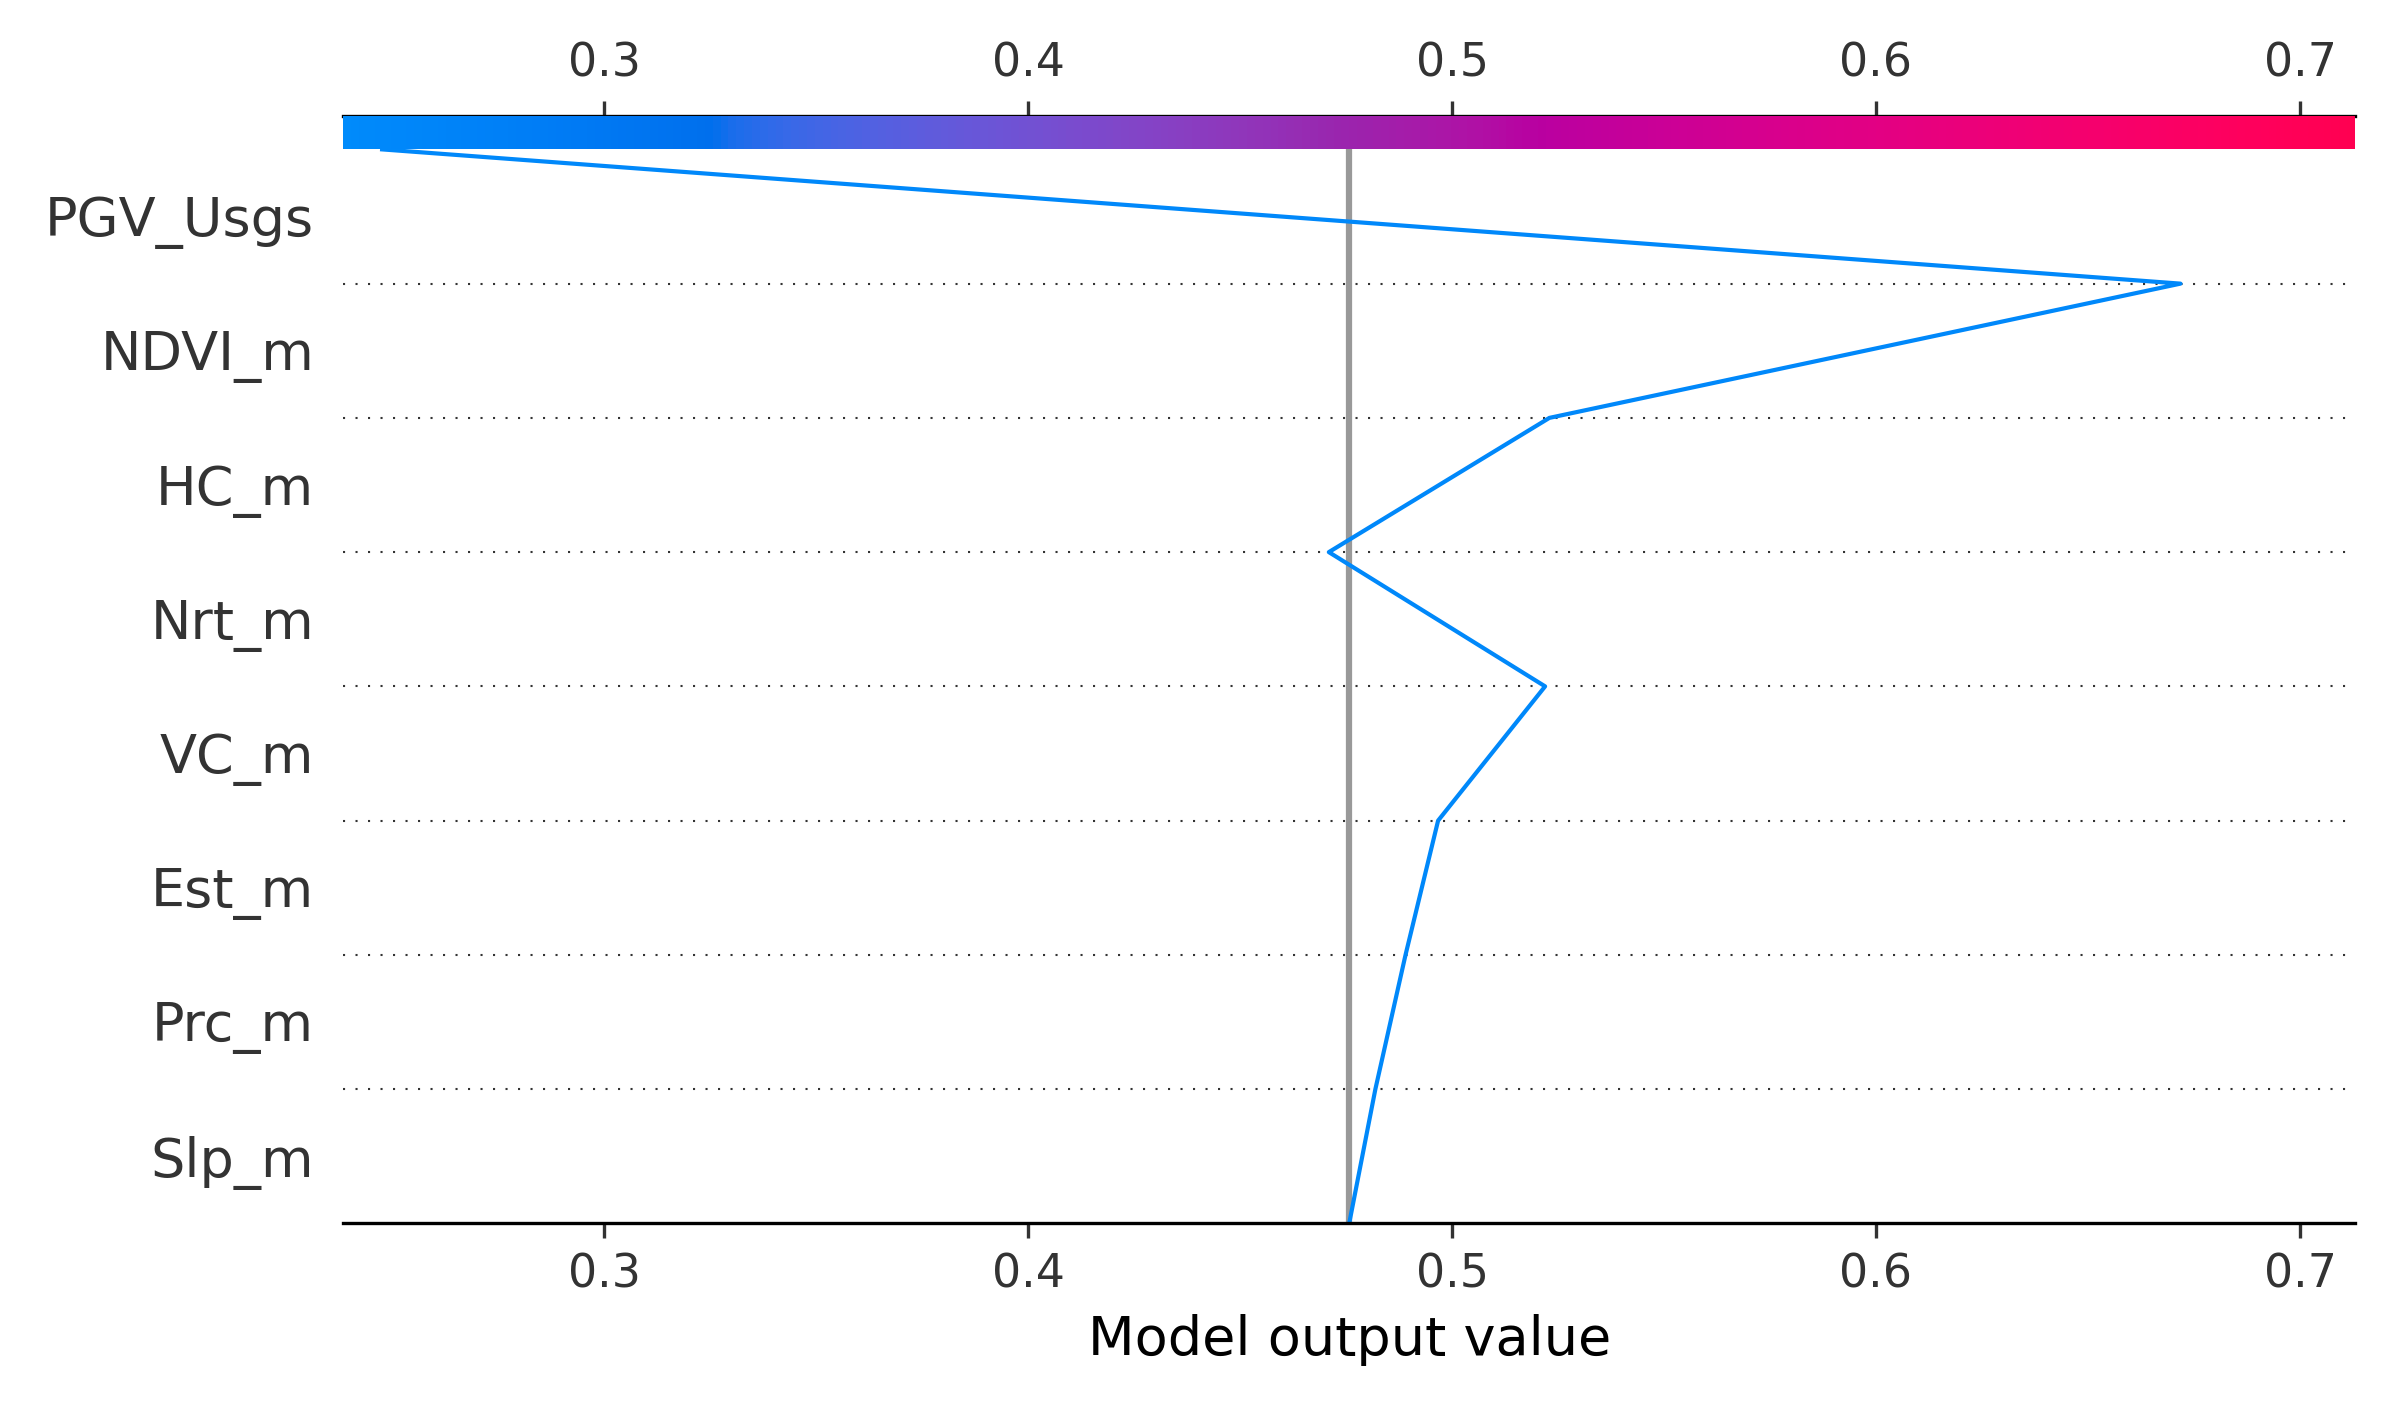 0.3 0.4 0.5 0.6 0.7
PGV_Usgs
NDVI_m
HC_m
Nrt_m
VC_m
Est_m
Prc_m
Slp_m
0.3 0.4 0.5 0.6 0.7
Model output value